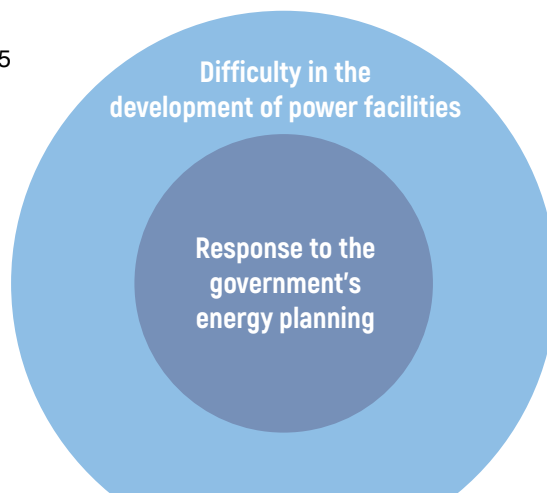 5
Difficulty in the
development of power facilities
Response to the
government's
energy planning